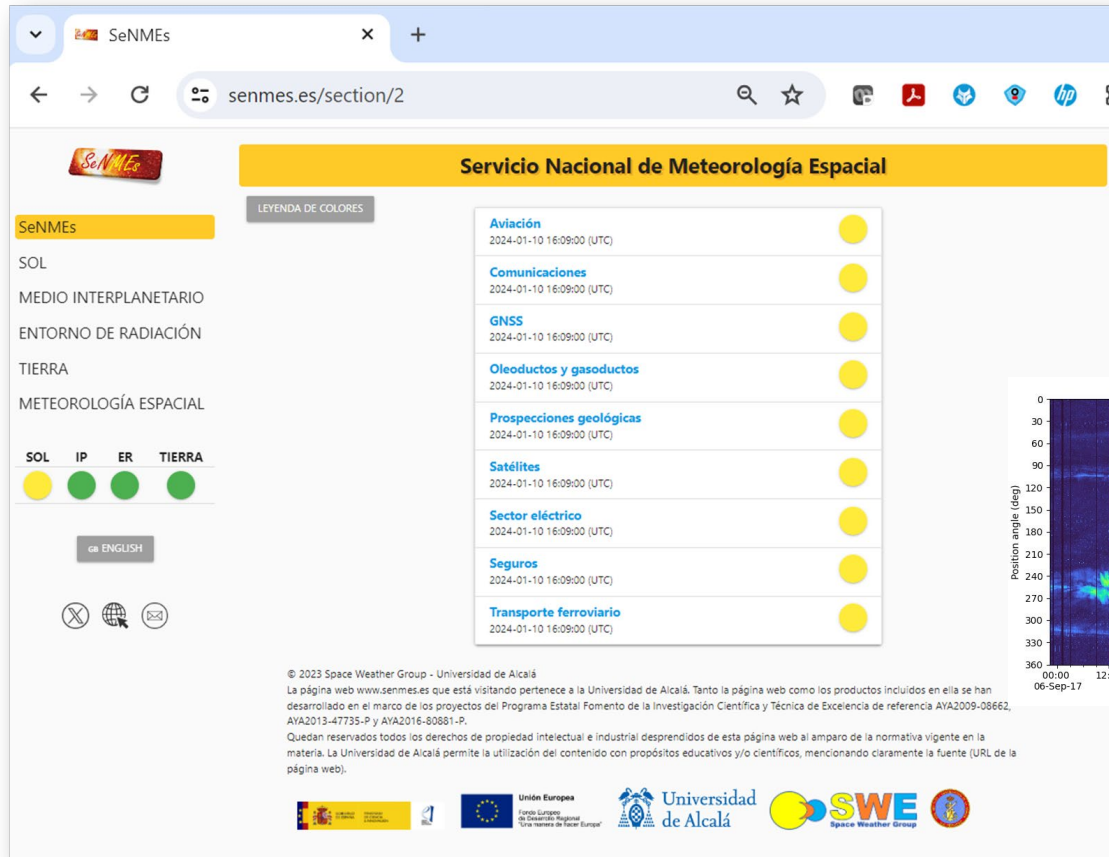 SeNMEs
senmes.es/section/2
SeNMEs
Servicio Nacional de Meteorología Espacial
LEYENDA DE COLORES
SeNMEs
SOL
MEDIO INTERPLANETARIO
ENTORNO DE RADIACIÓN
TIERRA
METEOROLOGÍA ESPACIAL
SOL IP ER TIERRA
GB ENGLISH
Aviación
2024-01-10 16:09:00 (UTC)
Comunicaciones
2024-01-10 16:09:00 (UTC)
GNSS
2024-01-10 16:09:00 (UTC)
Oleoductos y gasoductos
2024-01-10 16:09:00 (UTC)
Prospecciones geológicas
2024-01-10 16:09:00 (UTC)
Satélites
2024-01-10 16:09:00 (UTC)
Sector eléctrico
2024-01-10 16:09:00 (UTC)
Seguros
2024-01-10 16:09:00 (UTC)
Transporte ferroviario
2024-01-10 16:09:00 (UTC)
Position angle (deg)
0
30
60
90
120
150
180
210
240
270
300
330
360
00:00 12:
06-Sep-17
© 2023 Space Weather Group - Universidad de Alcalá
La página web www.senmes.es que está visitando pertenece a la Universidad de Alcalá. Tanto la página web como los productos incluidos en ella se han
desarrollado en el marco de los proyectos del Programa Estatal Fomento de la Investigación Científica y Técnica de Excelencia de referencia AYA2009-08662,
AYA2013-47735-P y AYA2016-80881-P.
Quedan reservados todos los derechos de propiedad intelectual e industrial desprendidos de esta página web al amparo de la normativa vigente en la
materia. La Universidad de Alcalá permite la utilización del contenido con propósitos educativos y/o científicos, mencionando claramente la fuente (URL de la
página web).
Unión Europea
Fondo Europeo
de Desarrollo Regional
"Una manera de hacer Europa"
Universidad
de Alcalá
SWE
Space Weather Group